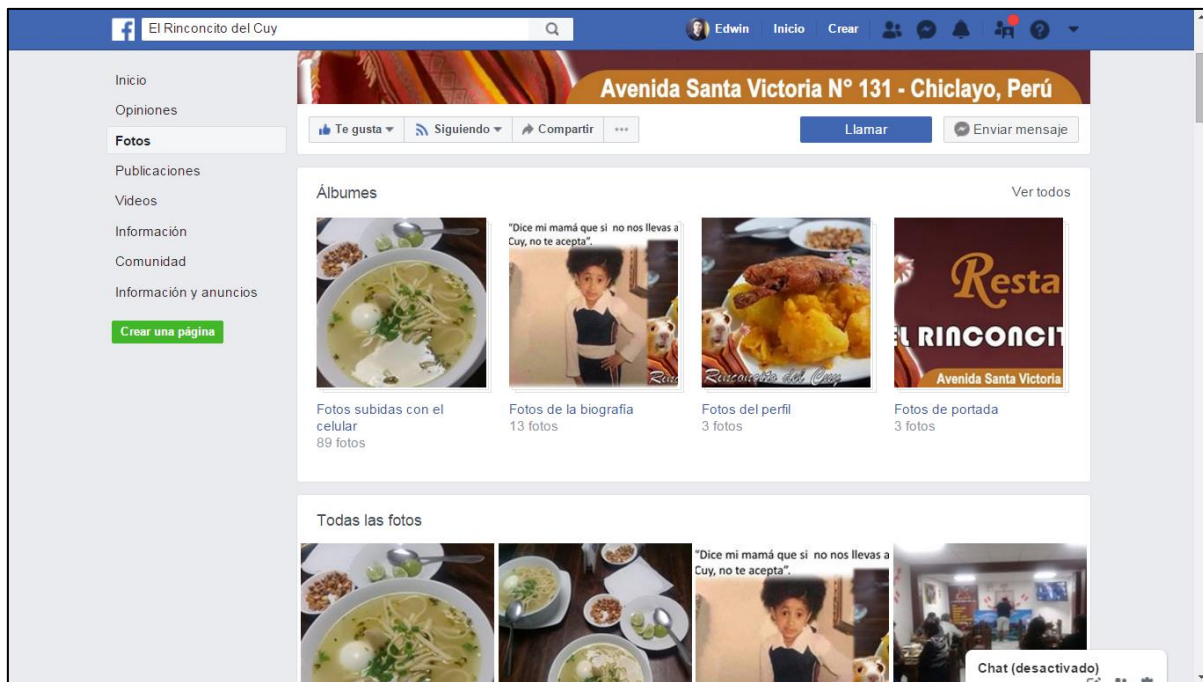 El Rinconcito del Cuy
Edwin Inicio Crear
Inicio
Opiniones
Fotos
Publicaciones
Videos
Información
Comunidad
Información y anuncios
Crear una página
Avenida Santa Victoria N° 131 - Chiclayo, Perú
Te gusta Siguiendo Compartir
Llamar Enviar mensaje
Álbumes
Ver todos
"Dice mi mamá que si no nos llevas a
Cuy, no te acepta".
Rinconcito del Cuy
Resta
EL RINCONCIT
Avenida Santa Victoria
Fotos subidas con el
celular
89 fotos
Fotos de la biografía
13 fotos
Fotos del perfil
3 fotos
Fotos de portada
3 fotos
Todas las fotos
"Dice mi mamá que si no nos llevas a
Cuy, no te acepta".
Chat (desactivado)